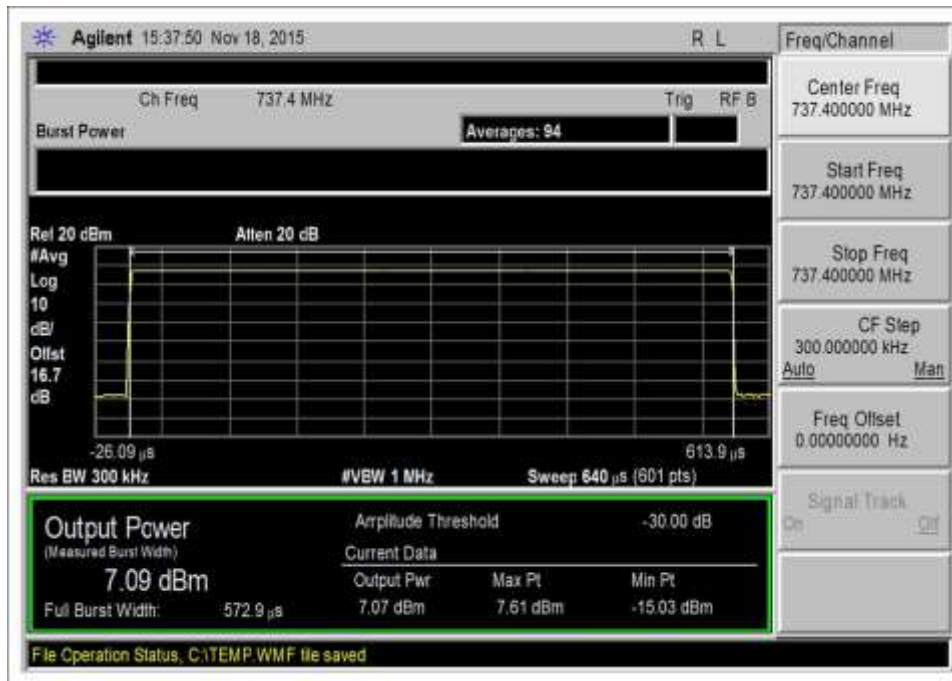 Agilent 15:37:50 Nov 18, 2015 R L
Freq/Channel
Ch Freq 737.4 MHz Trig RF B
Burst Power Averages: 94
Center Freq
737.400000 MHz
Start Freq
737.400000 MHz
Stop Freq
737.400000 MHz
CF Step
300.000000 kHz
Auto Man
Freq Offset
0.00000000 Hz
Signal Track
On Off
Ref 20 dBm Atten 20 dB
#Avg
Log
10
dB/
Offst
16.7
dB
-26.09 µs 613.9 µs
Res BW 300 kHz #VBW 1 MHz Sweep 640 µs (601 pts)
Output Power
(Measured Burst Width)
7.09 dBm
Full Burst Width: 572.9 µs
Amplitude Threshold -30.00 dB
Current Data
Output Pwr Max Pt Min Pt
7.07 dBm 7.61 dBm -15.03 dBm
File Operation Status, C:\TEMP.WMF file saved